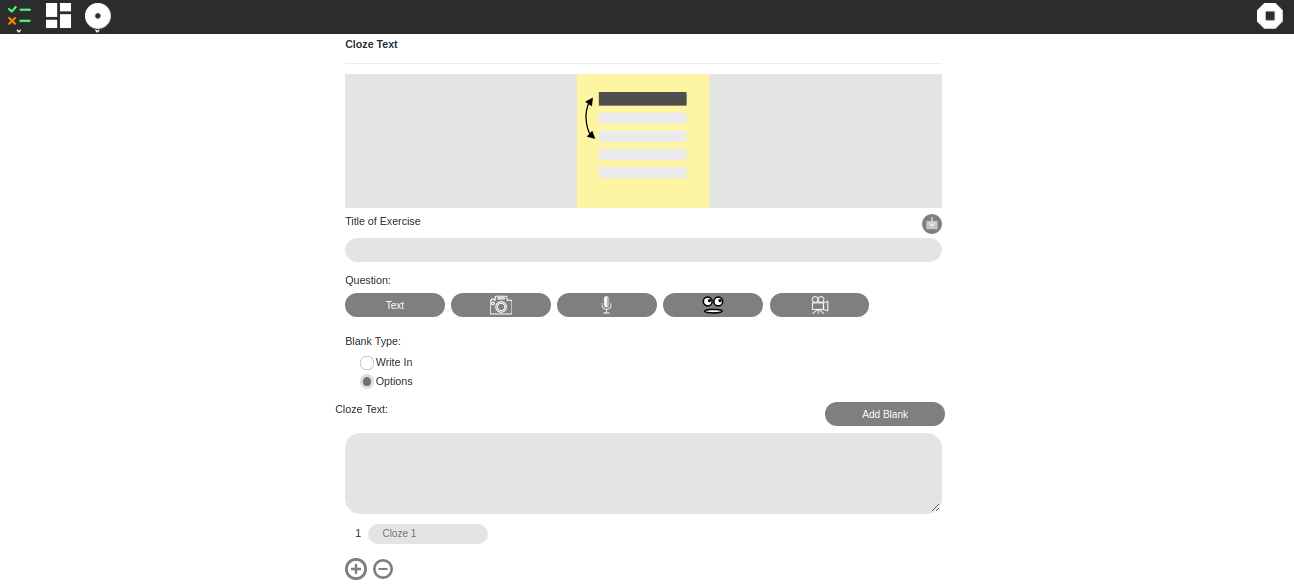 Cloze Text
Title of Exercise
Question:
Text
Blank Type:
Write In
Options
Cloze Text:
Add Blank
1 Cloze 1